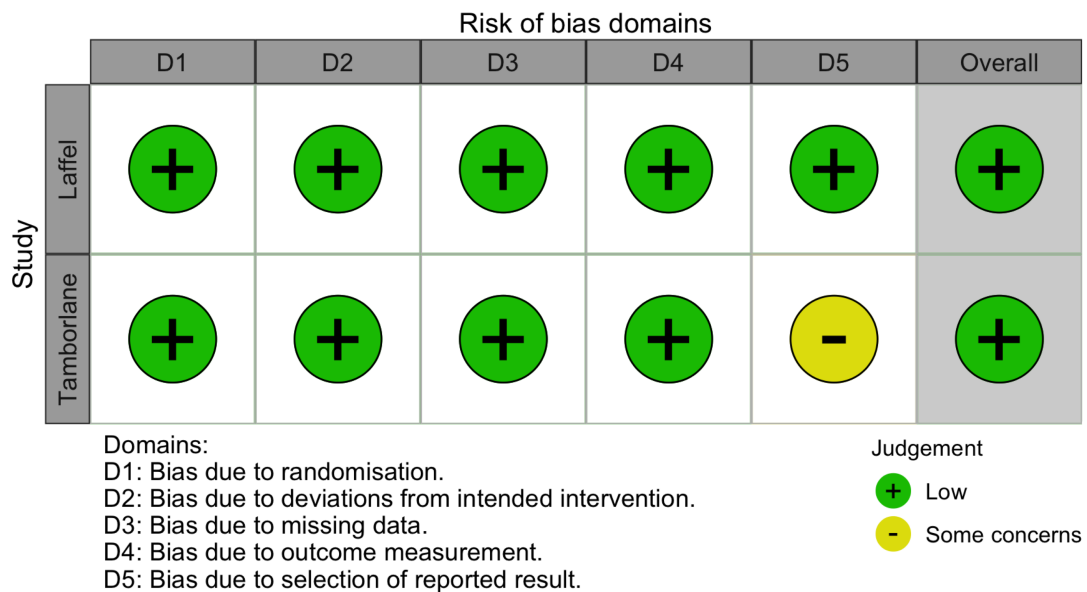 Risk of bias domains
D1 D2 D3 D4 D5 Overall
Study
Laffel + + + + + +
Tamborlane + + + + - +
Domains:
D1: Bias due to randomisation.
D2: Bias due to deviations from intended intervention.
D3: Bias due to missing data.
D4: Bias due to outcome measurement.
D5: Bias due to selection of reported result.
Judgement
+ Low
- Some concerns